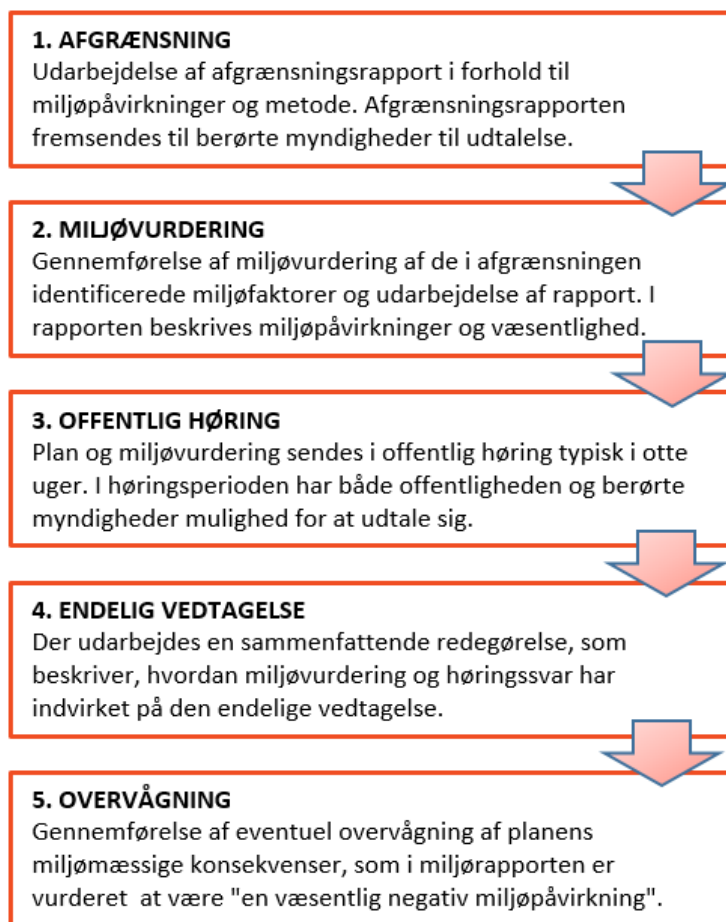 1. AFGRÆNSNING
Udarbejdelse af afgrænsningsrapport i forhold til
miljøpåvirkninger og metode. Afgrænsningsrapporten
fremsendes til berørte myndigheder til udtalelse.
2. MILJØVURDERING
Gennemførelse af miljøvurdering af de i afgrænsningen
identificerede miljøfaktorer og udarbejdelse af rapport. I
rapporten beskrives miljøpåvirkninger og væsentlighed.
3. OFFENTLIG HØRING
Plan og miljøvurdering sendes i offentlig høring typisk i otte
uger. I høringsperioden har både offentligheden og berørte
myndigheder mulighed for at udtale sig.
4. ENDELIG VEDTAGELSE
Der udarbejdes en sammenfattende redegørelse, som
beskriver, hvordan miljøvurdering og høringssvar har
indvirket på den endelige vedtagelse.
5. OVERVÅGNING
Gennemførelse af eventuel overvågning af planens
miljømæssige konsekvenser, som i miljørapporten er
vurderet at være "en væsentlig negativ miljøpåvirkning".